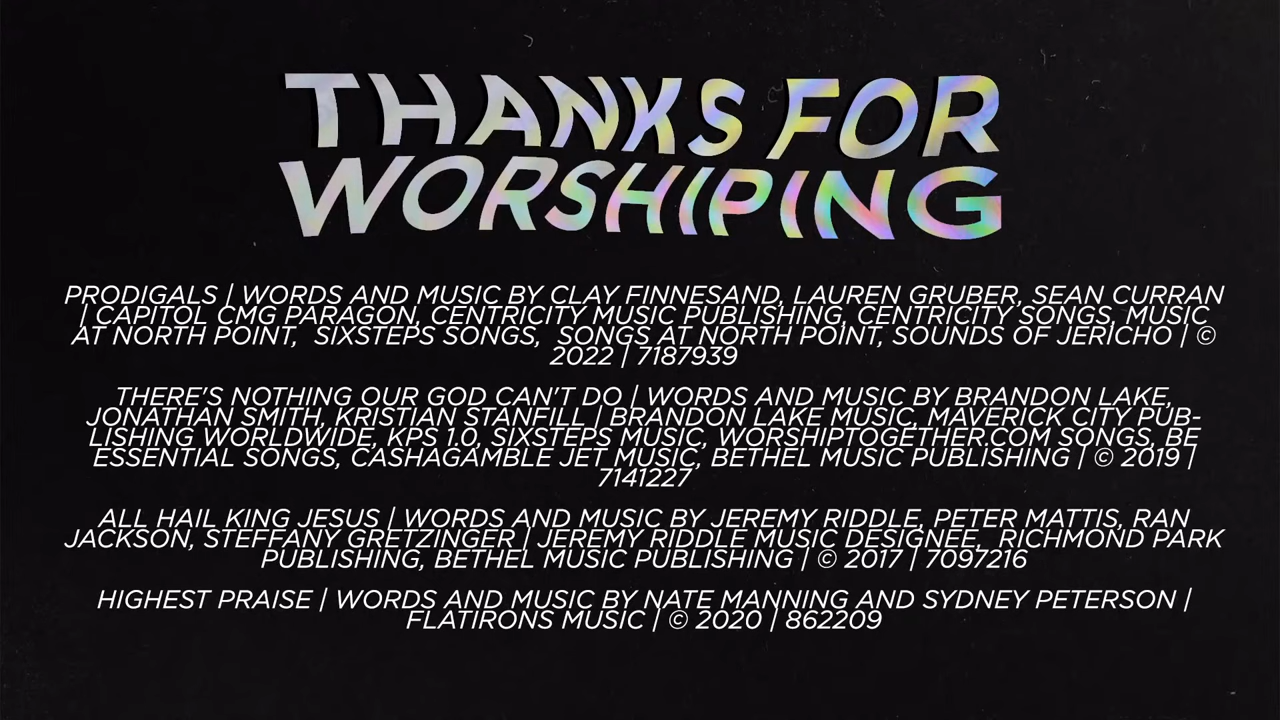 THANKS FOR
WORSHIPING
PRODIGALS | WORDS AND MUSIC BY CLAY FINNESAND, LAUREN GRUBER, SEAN CURRAN
| CAPITOL CMG PARAGON, CENTRICITY MUSIC PUBLISHING, CENTRICITY SONGS, MUSIC
AT NORTH POINT,  SIXSTEPS SONGS,  SONGS AT NORTH POINT, SOUNDS OF JERICHO | ©
2022 | 7187939
THERE'S NOTHING OUR GOD CAN'T DO | WORDS AND MUSIC BY BRANDON LAKE,
JONATHAN SMITH, KRISTIAN STANFILL | BRANDON LAKE MUSIC, MAVERICK CITY PUB-
LISHING WORLDWIDE, KPS 1.0, SIXSTEPS MUSIC, WORSHIPTOGETHER.COM SONGS, BE
ESSENTIAL SONGS, CASHAGAMBLE JET MUSIC, BETHEL MUSIC PUBLISHING | © 2019 |
7141227
ALL HAIL KING JESUS | WORDS AND MUSIC BY JEREMY RIDDLE, PETER MATTIS, RAN
JACKSON, STEFFANY GRETZINGER | JEREMY RIDDLE MUSIC DESIGNEE,  RICHMOND PARK
PUBLISHING, BETHEL MUSIC PUBLISHING | © 2017 | 7097216
HIGHEST PRAISE | WORDS AND MUSIC BY NATE MANNING AND SYDNEY PETERSON |
FLATIRONS MUSIC | © 2020 | 862209